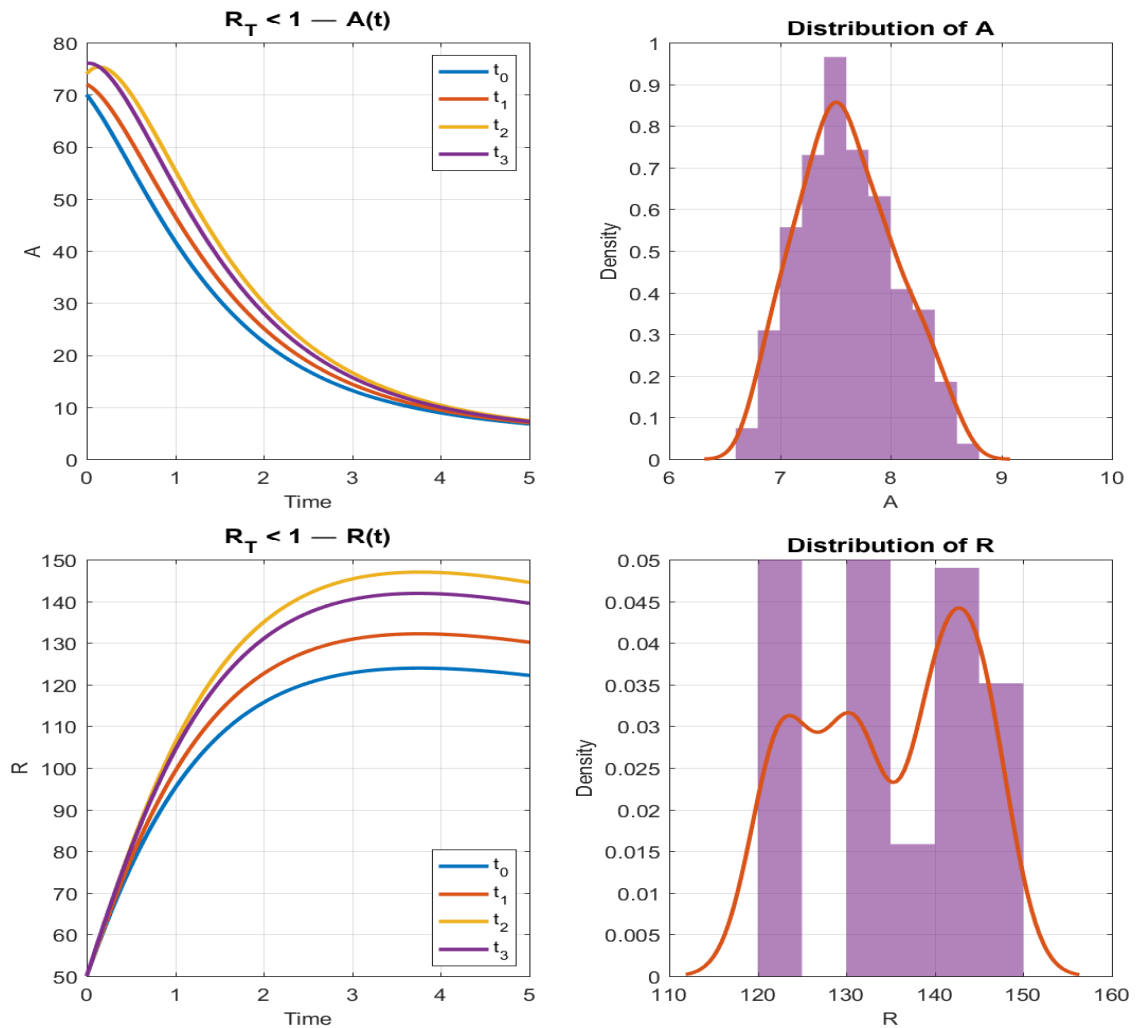 R_T < 1 — A(t)
80
70
60
50
40
30
20
10
0
A
0 1 2 3 4 5
Time
t_0
t_1
t_2
t_3
Distribution of A
1
0.9
0.8
0.7
0.6
0.5
0.4
0.3
0.2
0.1
0
Density
6 7 8 9 10
A
R_T < 1 — R(t)
150
140
130
120
110
100
90
80
70
60
50
R
0 1 2 3 4 5
Time
t_0
t_1
t_2
t_3
Distribution of R
0.05
0.045
0.04
0.035
0.03
0.025
0.02
0.015
0.01
0.005
0
Density
110 120 130 140 150 160
R